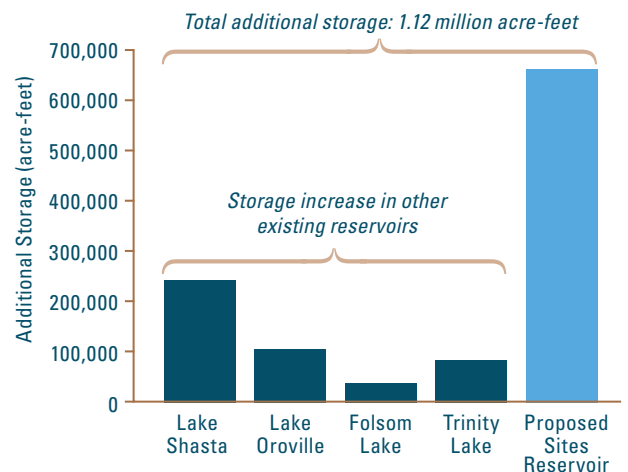 Total additional storage: 1.12 million acre-feet
Additional Storage (acre-feet)
700,000
600,000
500,000
400,000
300,000
200,000
100,000
0
Storage increase in other
existing reservoirs
Lake
Shasta
Lake
Oroville
Folsom
Lake
Trinity
Lake
Proposed
Sites
Reservoir